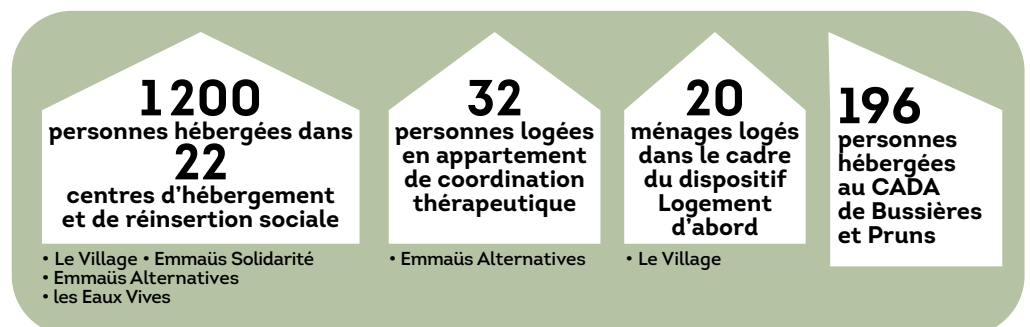 1 200
personnes hébergées dans
22
centres d’hébergement
et de réinsertion sociale
• Le Village • Emmaüs Solidarité
• Emmaüs Alternatives
• les Eaux Vives
32
personnes logées
en appartement
de coordination
thérapeutique
• Emmaüs Alternatives
20
ménages logés
dans le cadre
du dispositif
Logement
d’abord
• Le Village
196
personnes
hébergées
au CADA
de Bussières
et Pruns